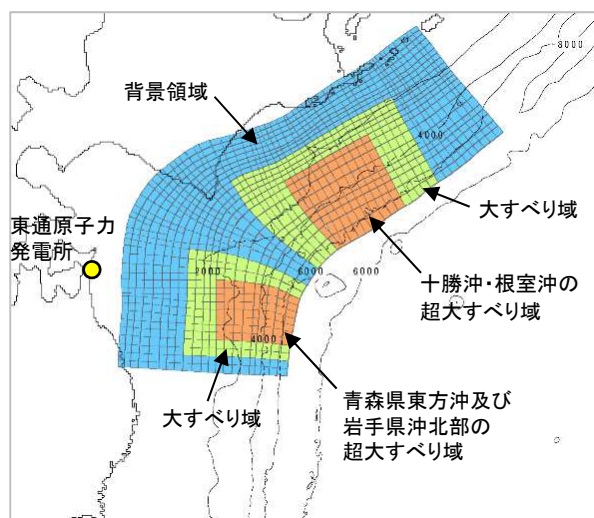 8000
背景領域
4000
大すべり域
東通原子力
発電所
2000
6000
6000
十勝沖・根室沖の
超大すべり域
4000
大すべり域
青森県東方沖及び
岩手県沖北部の
超大すべり域